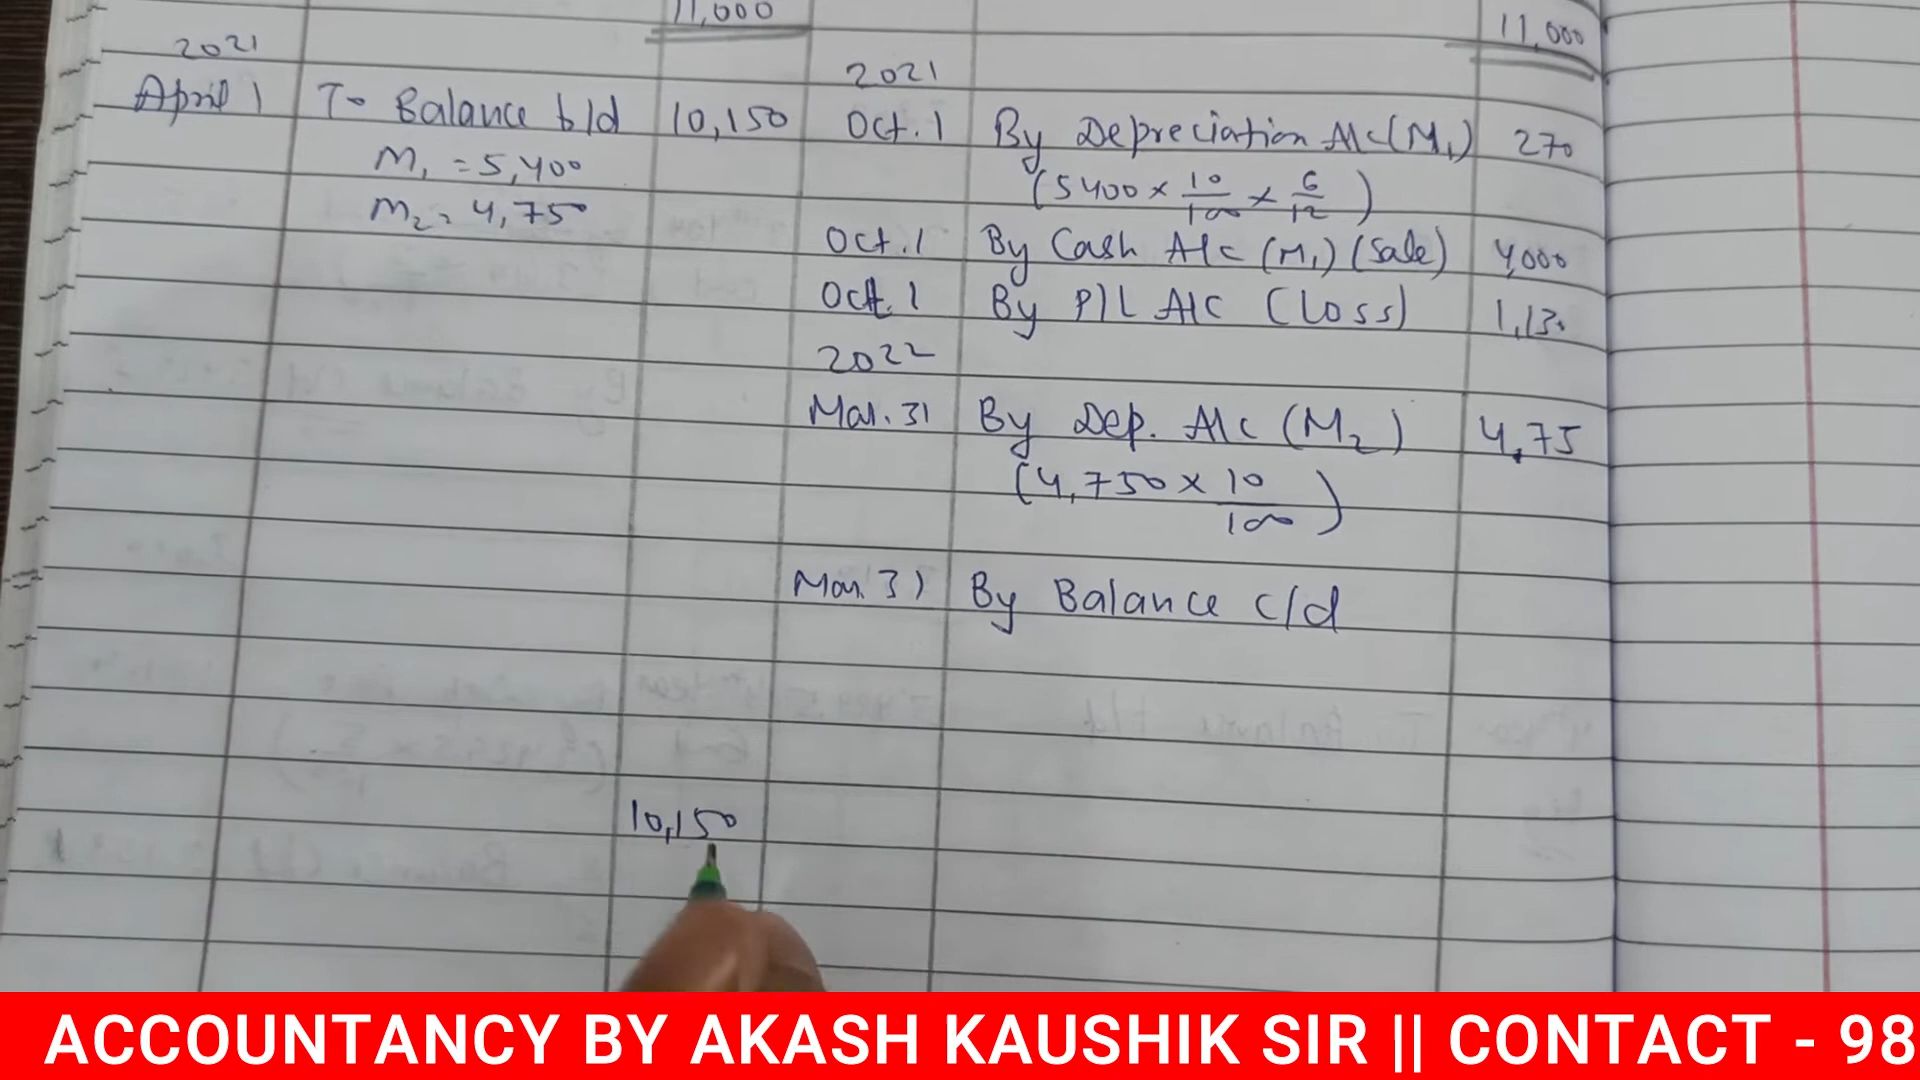 11,000 11,000
2021 2021
April 1 To Balance b/d 10,150 Oct. 1 By Depreciation A/c (M1) 270
M1 = 5,400 (5400 × 10/100 × 6/12)
M2 = 4,750
Oct. 1 By Cash A/c (M1) (Sale) 4,000
Oct. 1 By P/L A/c (Loss) 1,130
2022
Mar. 31 By Dep. A/c (M2) 4,75
(4,750 × 10/100)
Mar. 31 By Balance c/d
10,150
ACCOUNTANCY BY AKASH KAUSHIK SIR || CONTACT - 98